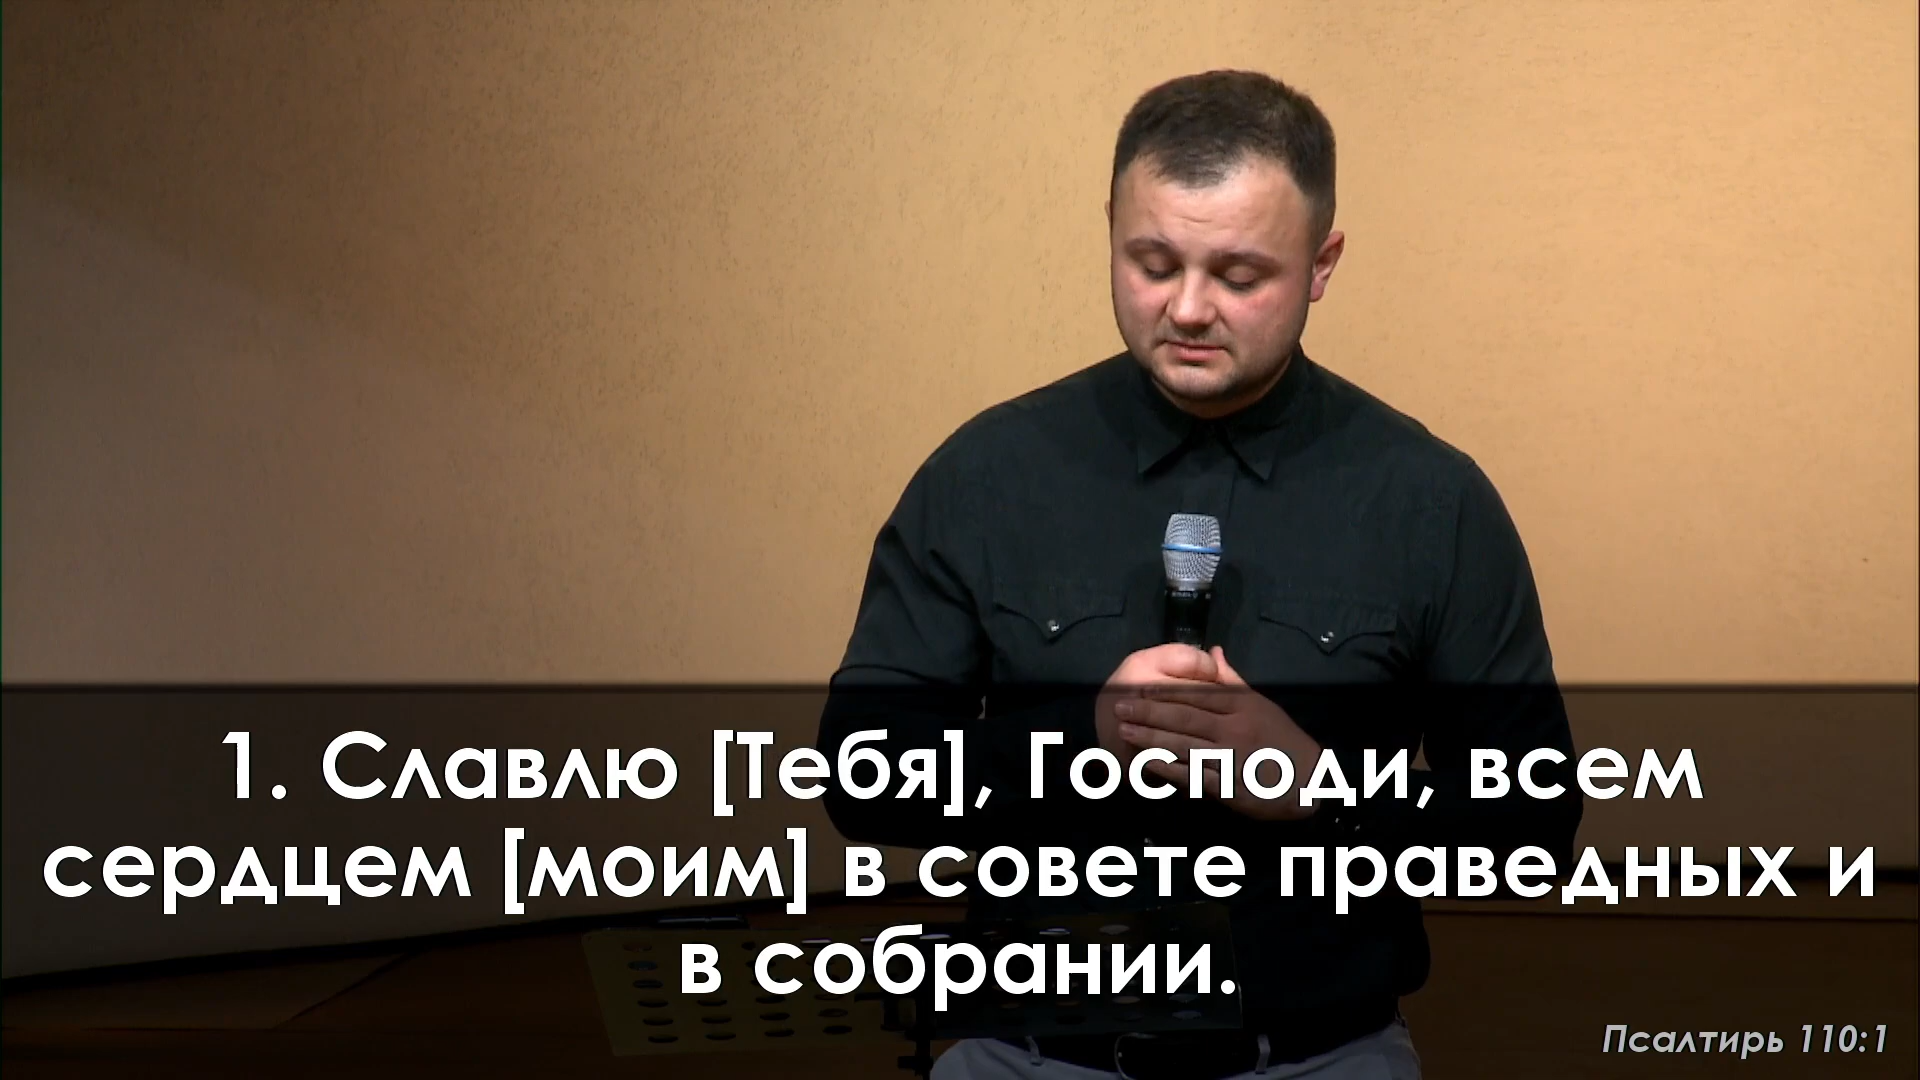 1. Славлю [Тебя], Господи, всем
сердцем [моим] в совете праведных и
в собрании.
Псалтирь 110:1